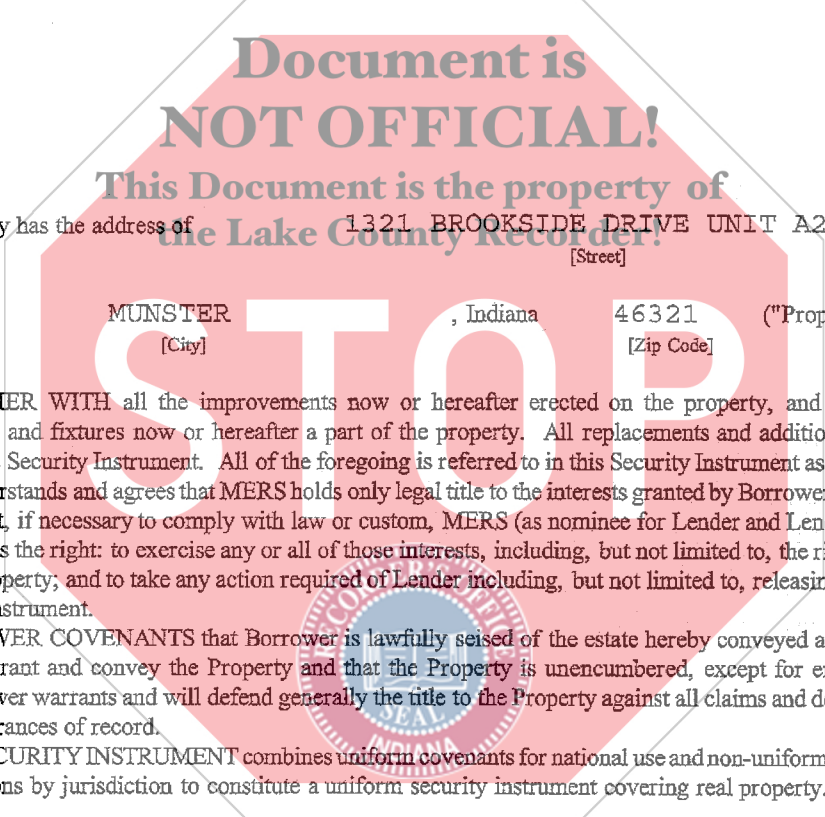 Document is
NOT OFFICIAL!
This Document is the property of
the Lake County Recorder!
y has the address of 1321 BROOKSIDE DRIVE UNIT A2
[Street]
MUNSTER , Indiana 46321 ("Prop
[City] [Zip Code]
STOP
ER WITH all the improvements now or hereafter erected on the property, and
and fixtures now or hereafter a part of the property. All replacements and additio
Security Instrument. All of the foregoing is referred to in this Security Instrument as
rstands and agrees that MERS holds only legal title to the interests granted by Borrower
t, if necessary to comply with law or custom, MERS (as nominee for Lender and Len
s the right: to exercise any or all of those interests, including, but not limited to, the ri
operty; and to take any action required of Lender including, but not limited to, releasin
nstrument.
VER COVENANTS that Borrower is lawfully seised of the estate hereby conveyed a
rant and convey the Property and that the Property is unencumbered, except for e
ver warrants and will defend generally the title to the Property against all claims and d
rances of record.
CURITY INSTRUMENT combines uniform covenants for national use and non-uniform
ns by jurisdiction to constitute a uniform security instrument covering real property.
RECORDER'S OFFICE
SEAL
INDIANA